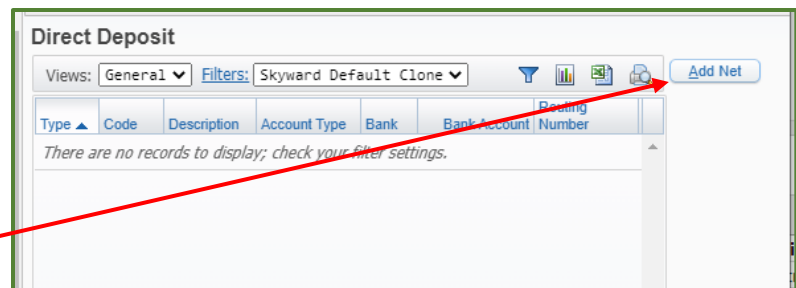 Direct Deposit
Views: General Filters: Skyward Default Clone Add Net
Type Code Description Account Type Bank Bank Account Routing Number
There are no records to display; check your filter settings.